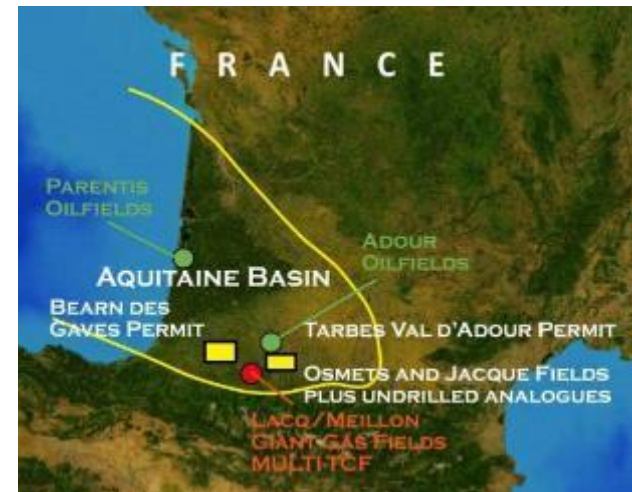 FRANCE
PARENTIS
OILFIELDS
ADOUR
OILFIELDS
AQUITAINE BASIN
BEARN DES
GAVES PERMIT
TARBES VAL D'ADOUR PERMIT
OSMETS AND JACQUE FIELDS
PLUS UNDRILLED ANALOGUES
LACQ/MEILLON
GIANT GAS FIELDS
MULTI-TCF